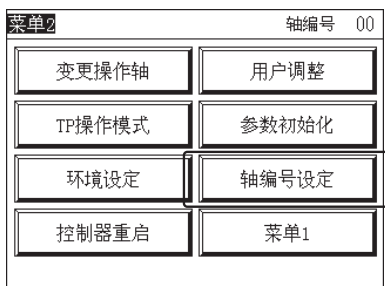 菜单2 轴编号 00
变更操作轴 用户调整
TP操作模式 参数初始化
环境设定 轴编号设定
控制器重启 菜单1